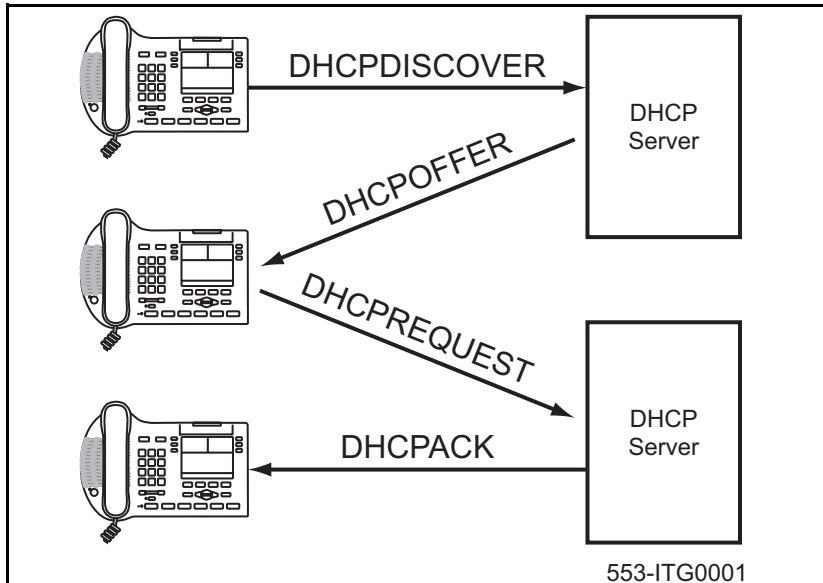 DHCPDISCOVER
DHCP
Server
DHCPOFFER
DHCPREQUEST
DHCP
Server
DHCPACK
553-ITG0001